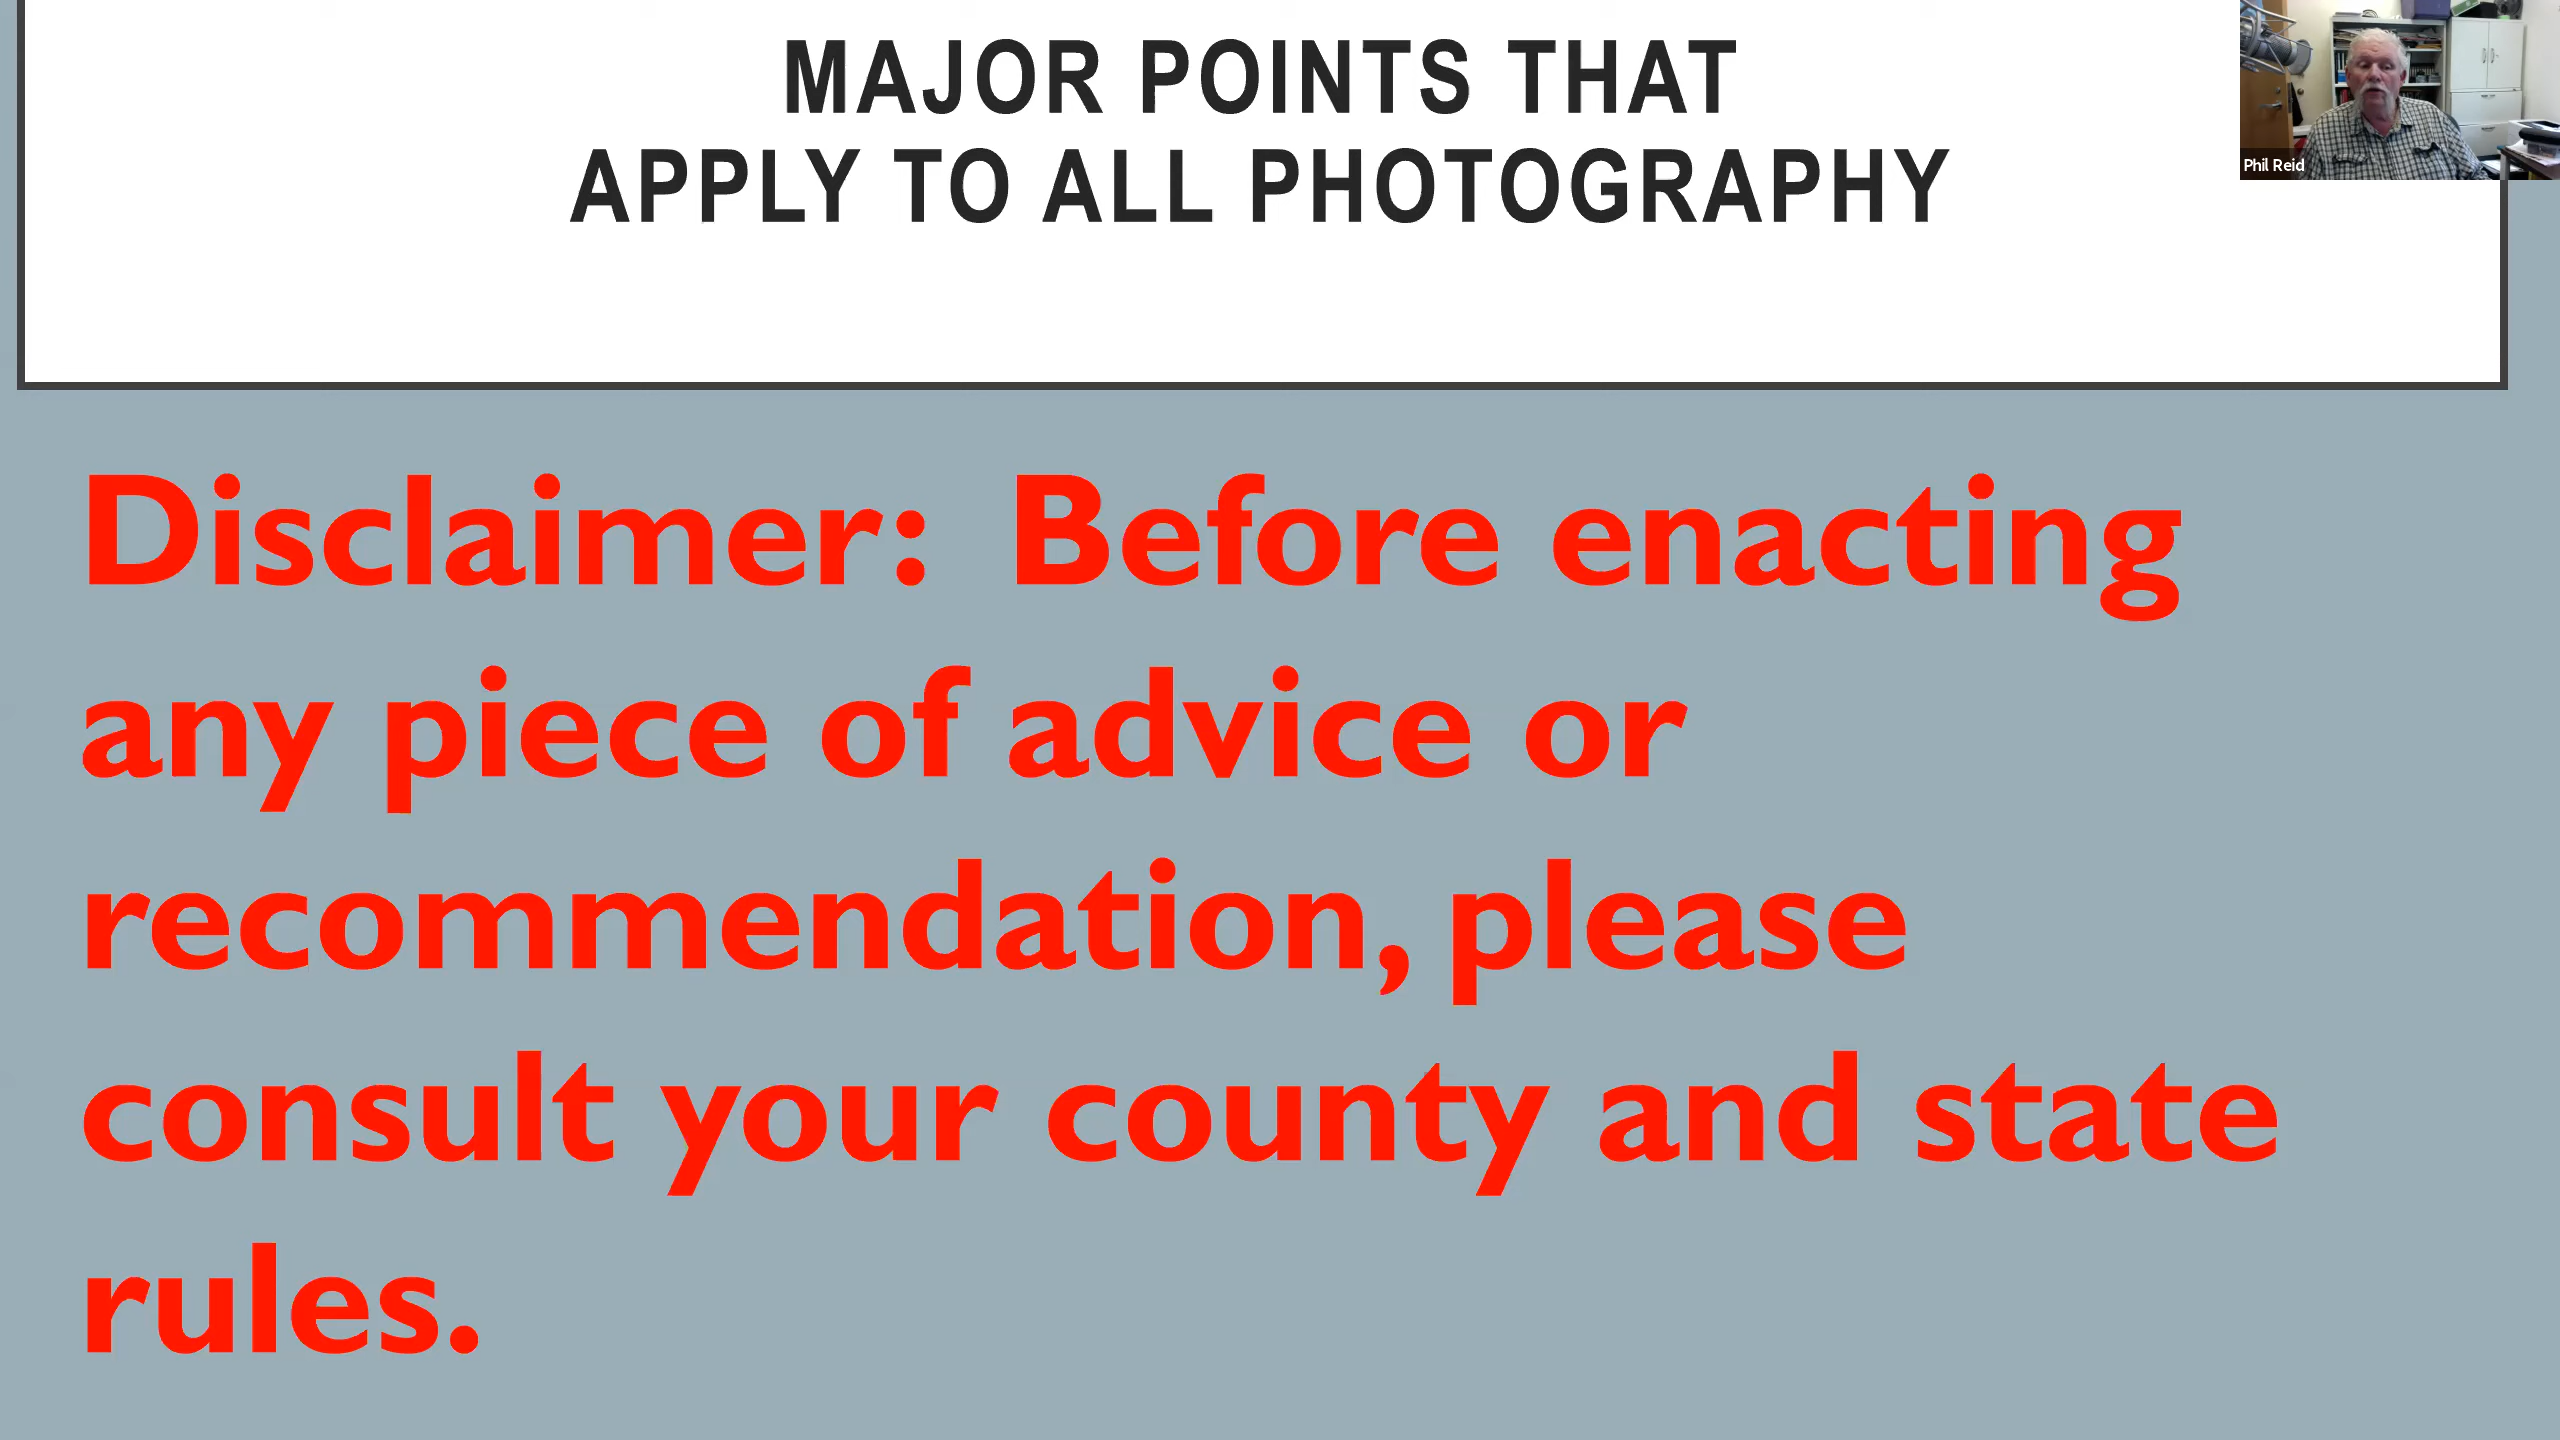 MAJOR POINTS THAT
APPLY TO ALL PHOTOGRAPHY
Phil Reid
Disclaimer:  Before enacting
any piece of advice or
recommendation, please
consult your county and state
rules.